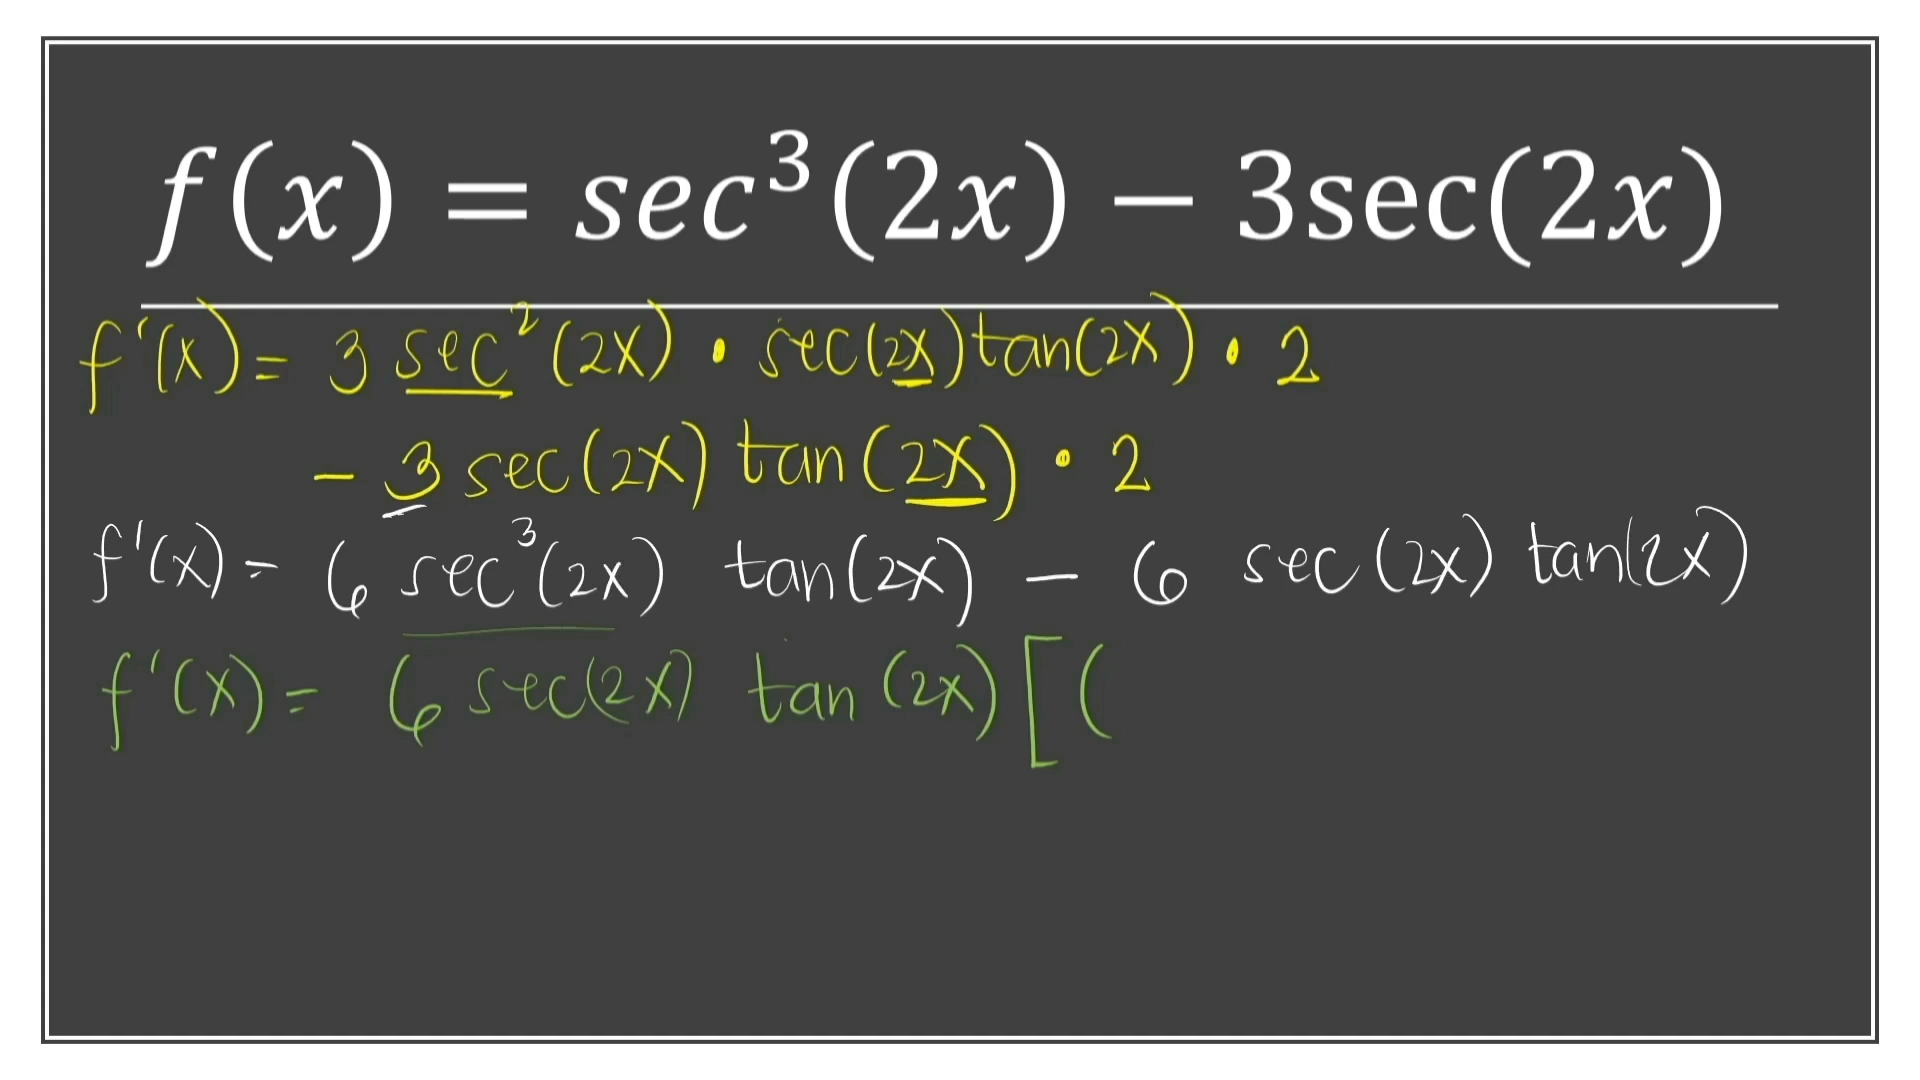 f(x) = sec³(2x) − 3sec(2x)
f'(x) = 3 sec²(2x) • sec(2x) tan(2x) • 2
− 3 sec(2x) tan(2x) • 2
f'(x) = 6 sec³(2x) tan(2x) − 6 sec(2x) tan(2x)
f'(x) = 6 sec(2x) tan(2x) [ (